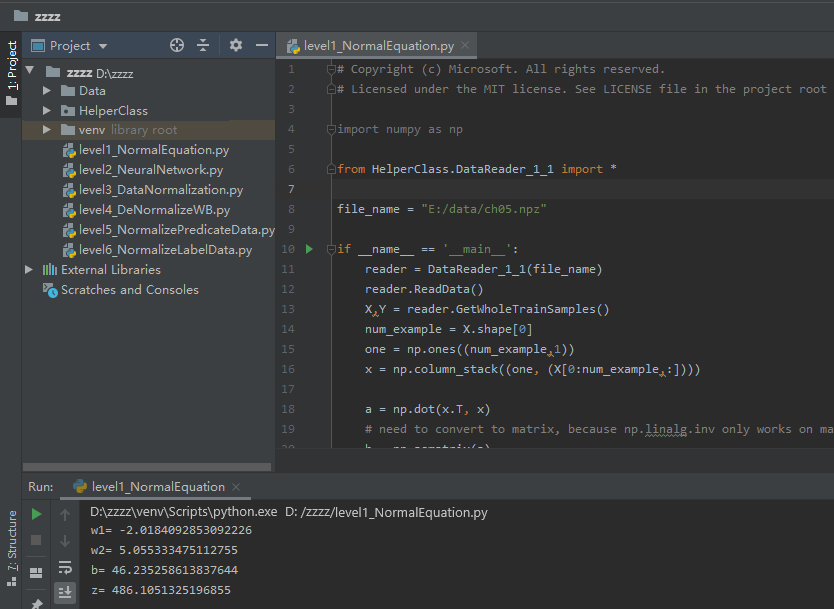 zzzz
1: Project
Project
level1_NormalEquation.py
zzzz D:\zzzz
Data
HelperClass
venv library root
level1_NormalEquation.py
level2_NeuralNetwork.py
level3_DataNormalization.py
level4_DeNormalizeWB.py
level5_NormalizePredicateData.py
level6_NormalizeLabelData.py
External Libraries
Scratches and Consoles
1 # Copyright (c) Microsoft. All rights reserved.
2 # Licensed under the MIT license. See LICENSE file in the project root
3
4 import numpy as np
5
6 from HelperClass.DataReader_1_1 import *
7
8 file_name = "E:/data/ch05.npz"
9
10 if __name__ == '__main__':
11 reader = DataReader_1_1(file_name)
12 reader.ReadData()
13 X,Y = reader.GetWholeTrainSamples()
14 num_example = X.shape[0]
15 one = np.ones((num_example,1))
16 x = np.column_stack((one, (X[0:num_example,:])))
17
18 a = np.dot(x.T, x)
19 # need to convert to matrix, because np.linalg.inv only works on ma
Run: level1_NormalEquation
7: Structure
D:\zzzz\venv\Scripts\python.exe D: /zzzz/level1_NormalEquation.py
w1= -2.0184092853092226
w2= 5.055333475112755
b= 46.235258613837644
z= 486.1051325196855